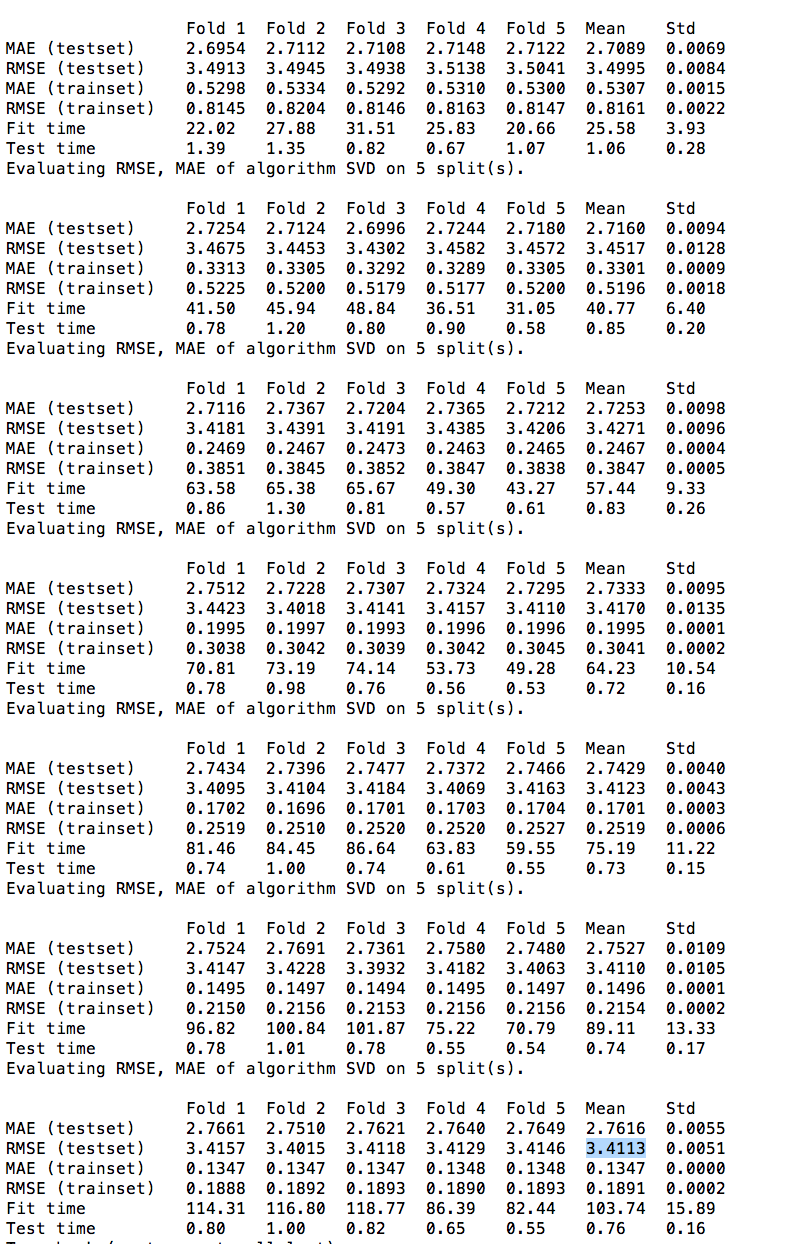 Fold 1  Fold 2  Fold 3  Fold 4  Fold 5  Mean    Std
MAE (testset)     2.6954  2.7112  2.7108  2.7148  2.7122  2.7089  0.0069
RMSE (testset)    3.4913  3.4945  3.4938  3.5138  3.5041  3.4995  0.0084
MAE (trainset)    0.5298  0.5334  0.5292  0.5310  0.5300  0.5307  0.0015
RMSE (trainset)   0.8145  0.8204  0.8146  0.8163  0.8147  0.8161  0.0022
Fit time          22.02   27.88   31.51   25.83   20.66   25.58   3.93
Test time         1.39    1.35    0.82    0.67    1.07    1.06    0.28
Evaluating RMSE, MAE of algorithm SVD on 5 split(s).
Fold 1  Fold 2  Fold 3  Fold 4  Fold 5  Mean    Std
MAE (testset)     2.7254  2.7124  2.6996  2.7244  2.7180  2.7160  0.0094
RMSE (testset)    3.4675  3.4453  3.4302  3.4582  3.4572  3.4517  0.0128
MAE (trainset)    0.3313  0.3305  0.3292  0.3289  0.3305  0.3301  0.0009
RMSE (trainset)   0.5225  0.5200  0.5179  0.5177  0.5200  0.5196  0.0018
Fit time          41.50   45.94   48.84   36.51   31.05   40.77   6.40
Test time         0.78    1.20    0.80    0.90    0.58    0.85    0.20
Evaluating RMSE, MAE of algorithm SVD on 5 split(s).
Fold 1  Fold 2  Fold 3  Fold 4  Fold 5  Mean    Std
MAE (testset)     2.7116  2.7367  2.7204  2.7365  2.7212  2.7253  0.0098
RMSE (testset)    3.4181  3.4391  3.4191  3.4385  3.4206  3.4271  0.0096
MAE (trainset)    0.2469  0.2467  0.2473  0.2463  0.2465  0.2467  0.0004
RMSE (trainset)   0.3851  0.3845  0.3852  0.3847  0.3838  0.3847  0.0005
Fit time          63.58   65.38   65.67   49.30   43.27   57.44   9.33
Test time         0.86    1.30    0.81    0.57    0.61    0.83    0.26
Evaluating RMSE, MAE of algorithm SVD on 5 split(s).
Fold 1  Fold 2  Fold 3  Fold 4  Fold 5  Mean    Std
MAE (testset)     2.7512  2.7228  2.7307  2.7324  2.7295  2.7333  0.0095
RMSE (testset)    3.4423  3.4018  3.4141  3.4157  3.4110  3.4170  0.0135
MAE (trainset)    0.1995  0.1997  0.1993  0.1996  0.1996  0.1995  0.0001
RMSE (trainset)   0.3038  0.3042  0.3039  0.3042  0.3045  0.3041  0.0002
Fit time          70.81   73.19   74.14   53.73   49.28   64.23   10.54
Test time         0.78    0.98    0.76    0.56    0.53    0.72    0.16
Evaluating RMSE, MAE of algorithm SVD on 5 split(s).
Fold 1  Fold 2  Fold 3  Fold 4  Fold 5  Mean    Std
MAE (testset)     2.7434  2.7396  2.7477  2.7372  2.7466  2.7429  0.0040
RMSE (testset)    3.4095  3.4104  3.4184  3.4069  3.4163  3.4123  0.0043
MAE (trainset)    0.1702  0.1696  0.1701  0.1703  0.1704  0.1701  0.0003
RMSE (trainset)   0.2519  0.2510  0.2520  0.2520  0.2527  0.2519  0.0006
Fit time          81.46   84.45   86.64   63.83   59.55   75.19   11.22
Test time         0.74    1.00    0.74    0.61    0.55    0.73    0.15
Evaluating RMSE, MAE of algorithm SVD on 5 split(s).
Fold 1  Fold 2  Fold 3  Fold 4  Fold 5  Mean    Std
MAE (testset)     2.7524  2.7691  2.7361  2.7580  2.7480  2.7527  0.0109
RMSE (testset)    3.4147  3.4228  3.3932  3.4182  3.4063  3.4110  0.0105
MAE (trainset)    0.1495  0.1497  0.1494  0.1495  0.1497  0.1496  0.0001
RMSE (trainset)   0.2150  0.2156  0.2153  0.2156  0.2156  0.2154  0.0002
Fit time          96.82   100.84  101.87  75.22   70.79   89.11   13.33
Test time         0.78    1.01    0.78    0.55    0.54    0.74    0.17
Evaluating RMSE, MAE of algorithm SVD on 5 split(s).
Fold 1  Fold 2  Fold 3  Fold 4  Fold 5  Mean    Std
MAE (testset)     2.7661  2.7510  2.7621  2.7640  2.7649  2.7616  0.0055
RMSE (testset)    3.4157  3.4015  3.4118  3.4129  3.4146  3.4113  0.0051
MAE (trainset)    0.1347  0.1347  0.1347  0.1348  0.1348  0.1347  0.0000
RMSE (trainset)   0.1888  0.1892  0.1893  0.1890  0.1893  0.1891  0.0002
Fit time          114.31  116.80  118.77  86.39   82.44   103.74  15.89
Test time         0.80    1.00    0.82    0.65    0.55    0.76    0.16